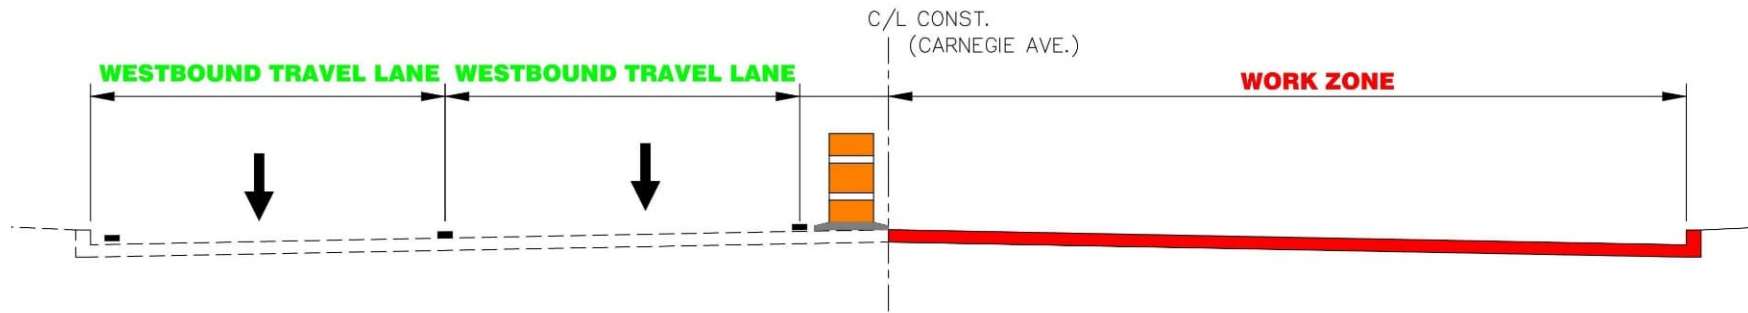 C/L CONST.
(CARNEGIE AVE.)
WESTBOUND TRAVEL LANE WESTBOUND TRAVEL LANE
WORK ZONE